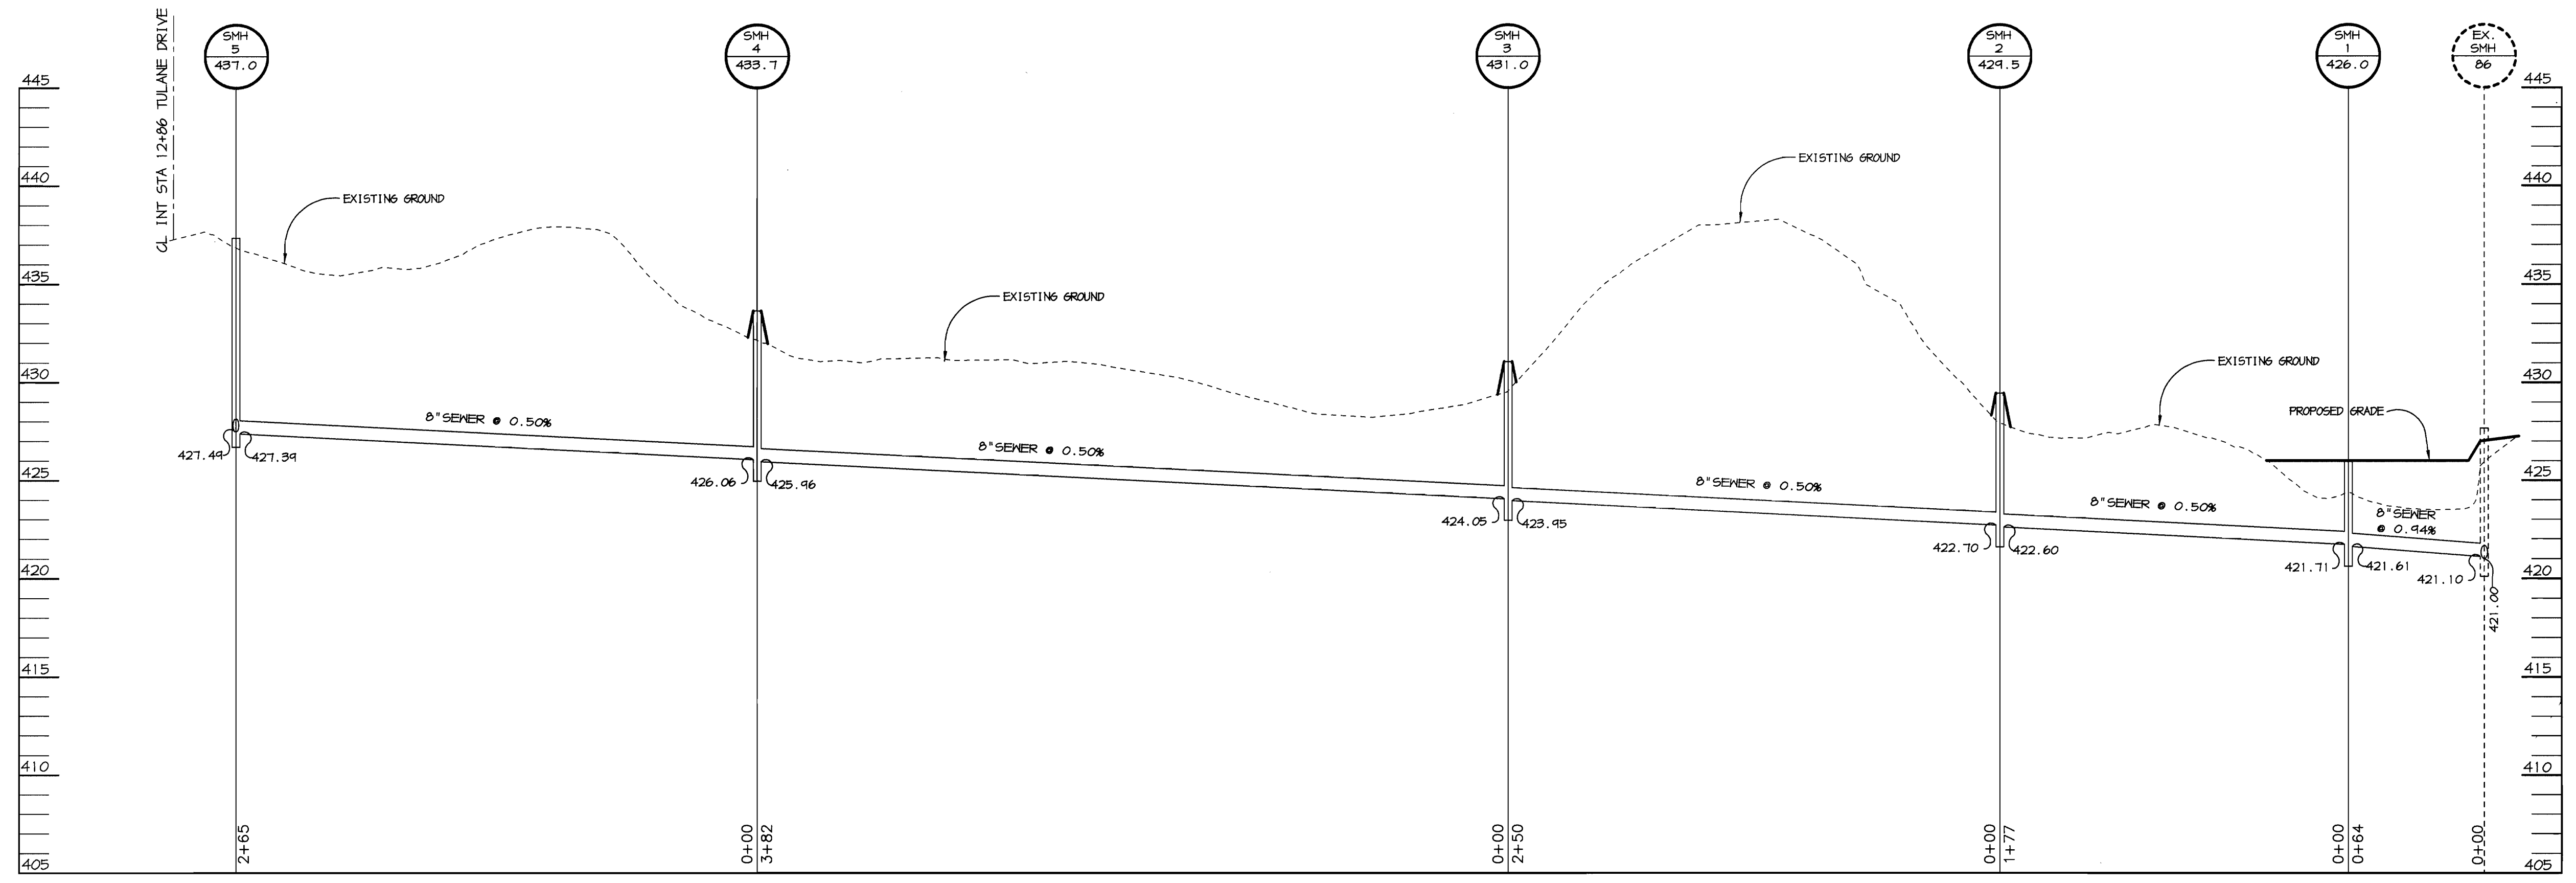 CL INT STA 12+86 TULANE DRIVE
SMH
5
437.0
SMH
4
433.7
SMH
3
431.0
SMH
2
429.5
SMH
1
426.0
EX.
SMH
86
445
440
435
430
425
420
415
410
405
445
440
435
430
425
420
415
410
405
EXISTING GROUND
EXISTING GROUND
EXISTING GROUND
EXISTING GROUND
PROPOSED GRADE
8" SEWER @ 0.50%
8" SEWER @ 0.50%
8" SEWER @ 0.50%
8" SEWER @ 0.50%
8" SEWER
@ 0.94%
427.49
427.39
426.06
425.96
424.05
423.95
422.70
422.60
421.71
421.61
421.10
421.00
2+65
0+00
3+82
0+00
2+50
0+00
1+77
0+00
0+64
0+00